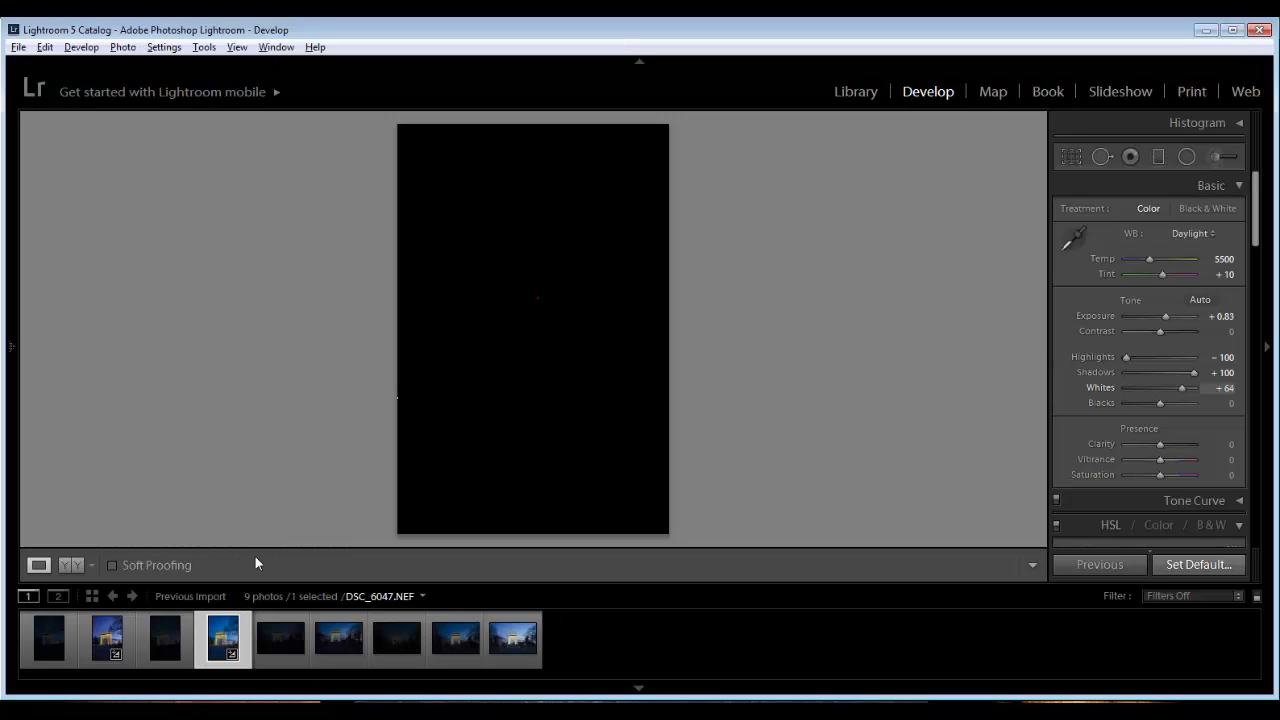 Lightroom 5 Catalog - Adobe Photoshop Lightroom - Develop
File Edit Develop Photo Settings Tools View Window Help
Lr Get started with Lightroom mobile
Library Develop Map Book Slideshow Print Web
Histogram
Basic
Treatment : Color Black & White
WB : Daylight
Temp 5500
Tint + 10
Tone Auto
Exposure + 0.83
Contrast 0
Highlights − 100
Shadows + 100
Whites + 64
Blacks 0
Presence
Clarity 0
Vibrance 0
Saturation 0
Tone Curve
HSL / Color / B & W
YY Soft Proofing
Previous Set Default...
1 2 Previous Import 9 photos /1 selected /DSC_6047.NEF
Filter : Filters Off